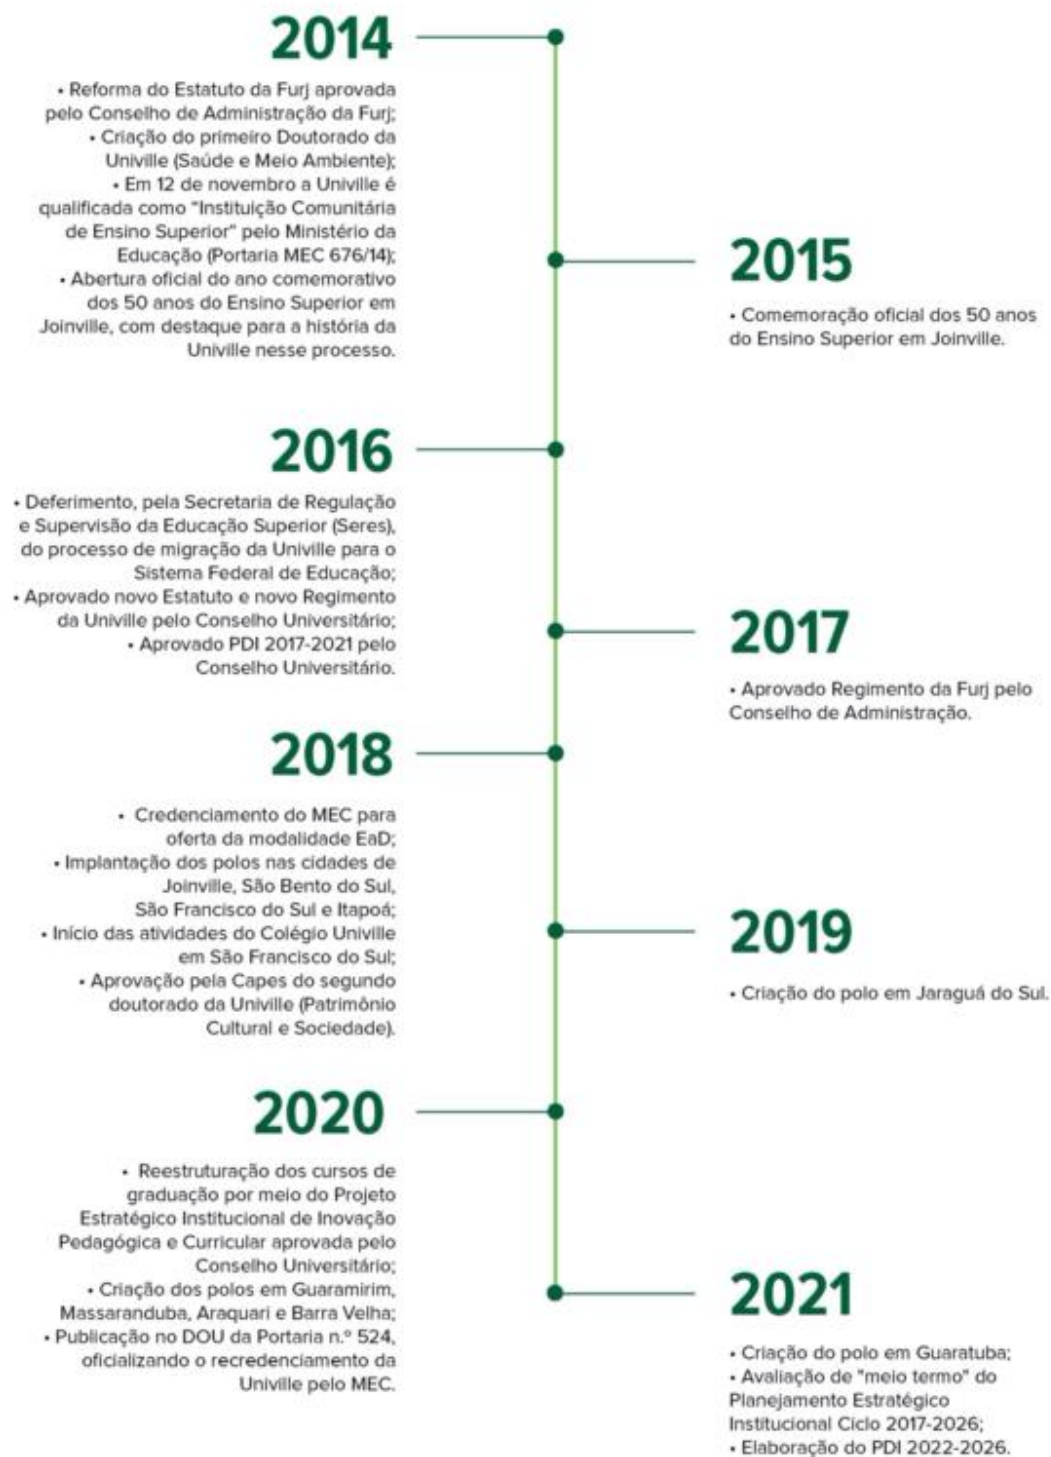 2014
• Reforma do Estatuto da Furj aprovada
pelo Conselho de Administração da Furj;
• Criação do primeiro Doutorado da
Univille (Saúde e Meio Ambiente);
• Em 12 de novembro a Univille é
qualificada como "Instituição Comunitária
de Ensino Superior" pelo Ministério da
Educação (Portaria MEC 676/14);
• Abertura oficial do ano comemorativo
dos 50 anos do Ensino Superior em
Joinville, com destaque para a história da
Univille nesse processo.
2015
• Comemoração oficial dos 50 anos
do Ensino Superior em Joinville.
2016
• Deferimento, pela Secretaria de Regulação
e Supervisão da Educação Superior (Seres),
do processo de migração da Univille para o
Sistema Federal de Educação;
• Aprovado novo Estatuto e novo Regimento
da Univille pelo Conselho Universitário;
• Aprovado PDI 2017-2021 pelo
Conselho Universitário.
2017
• Aprovado Regimento da Furj pelo
Conselho de Administração.
2018
• Credenciamento do MEC para
oferta da modalidade EaD;
• Implantação dos polos nas cidades de
Joinville, São Bento do Sul,
São Francisco do Sul e Itapoá;
• Início das atividades do Colégio Univille
em São Francisco do Sul;
• Aprovação pela Capes do segundo
doutorado da Univille (Patrimônio
Cultural e Sociedade).
2019
• Criação do polo em Jaraguá do Sul.
2020
• Reestruturação dos cursos de
graduação por meio do Projeto
Estratégico Institucional de Inovação
Pedagógica e Curricular aprovada pelo
Conselho Universitário;
• Criação dos polos em Guaramirim,
Massaranduba, Araquari e Barra Velha;
• Publicação no DOU da Portaria n.º 524,
oficializando o recredenciamento da
Univille pelo MEC.
2021
• Criação do polo em Guaratuba;
• Avaliação de "meio termo" do
Planejamento Estratégico
Institucional Ciclo 2017-2026;
• Elaboração do PDI 2022-2026.